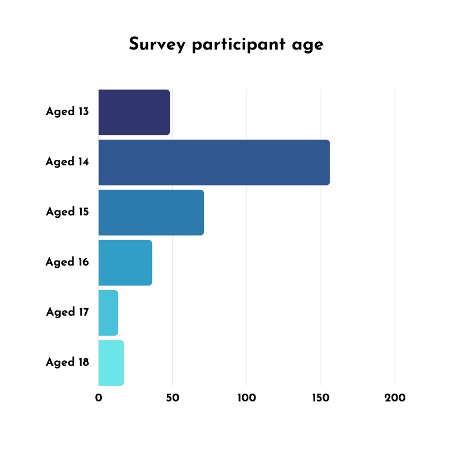 Survey participant age
Aged 13
Aged 14
Aged 15
Aged 16
Aged 17
Aged 18
0 50 100 150 200